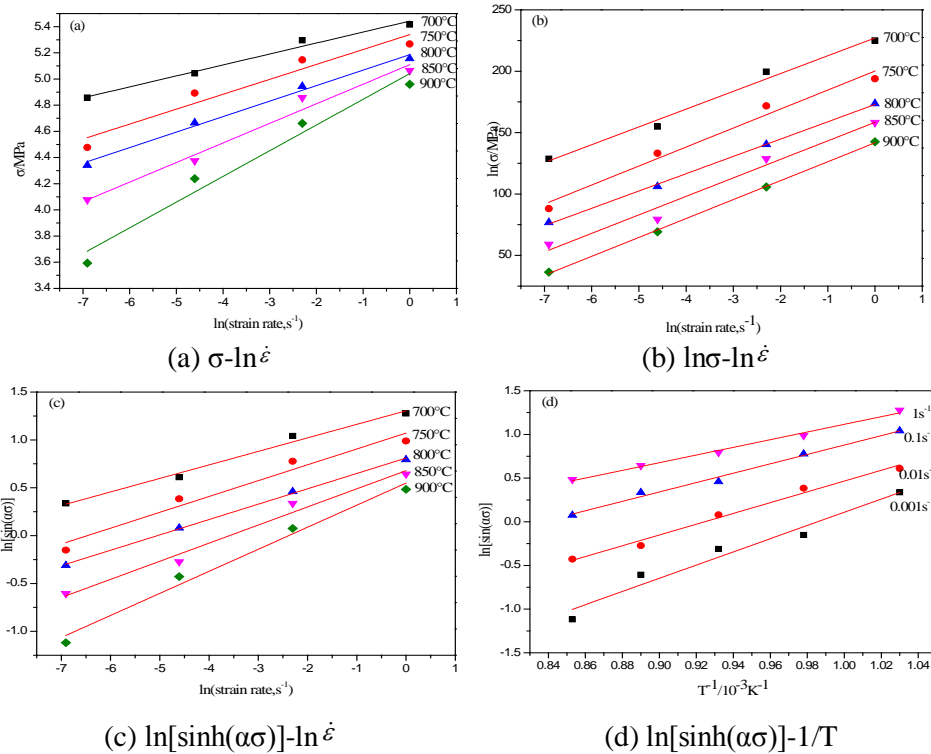 (a)
σ/MPa
5.4
5.2
5.0
4.8
4.6
4.4
4.2
4.0
3.8
3.6
3.4
700°C
750°C
800°C
850°C
900°C
-7 -6 -5 -4 -3 -2 -1 0 1
ln(strain rate,s-1)
(a) σ-ln ε̇
(b)
ln(σ/MPa)
250
200
150
100
50
700°C
750°C
800°C
850°C
900°C
-7 -6 -5 -4 -3 -2 -1 0 1
ln(strain rate,s-1)
(b) lnσ-ln ε̇
(c)
ln[sin(ασ)]
1.5
1.0
0.5
0.0
-0.5
-1.0
700°C
750°C
800°C
850°C
900°C
-7 -6 -5 -4 -3 -2 -1 0 1
ln(strain rate,s-1)
(c) ln[sinh(ασ)]-ln ε̇
(d)
ln[sin(ασ)]
1.5
1.0
0.5
0.0
-0.5
-1.0
-1.5
1s-
0.1s-
0.01s-
0.001s-
0.84 0.86 0.88 0.90 0.92 0.94 0.96 0.98 1.00 1.02 1.04
T-1/10-3K-1
(d) ln[sinh(ασ)]-1/T